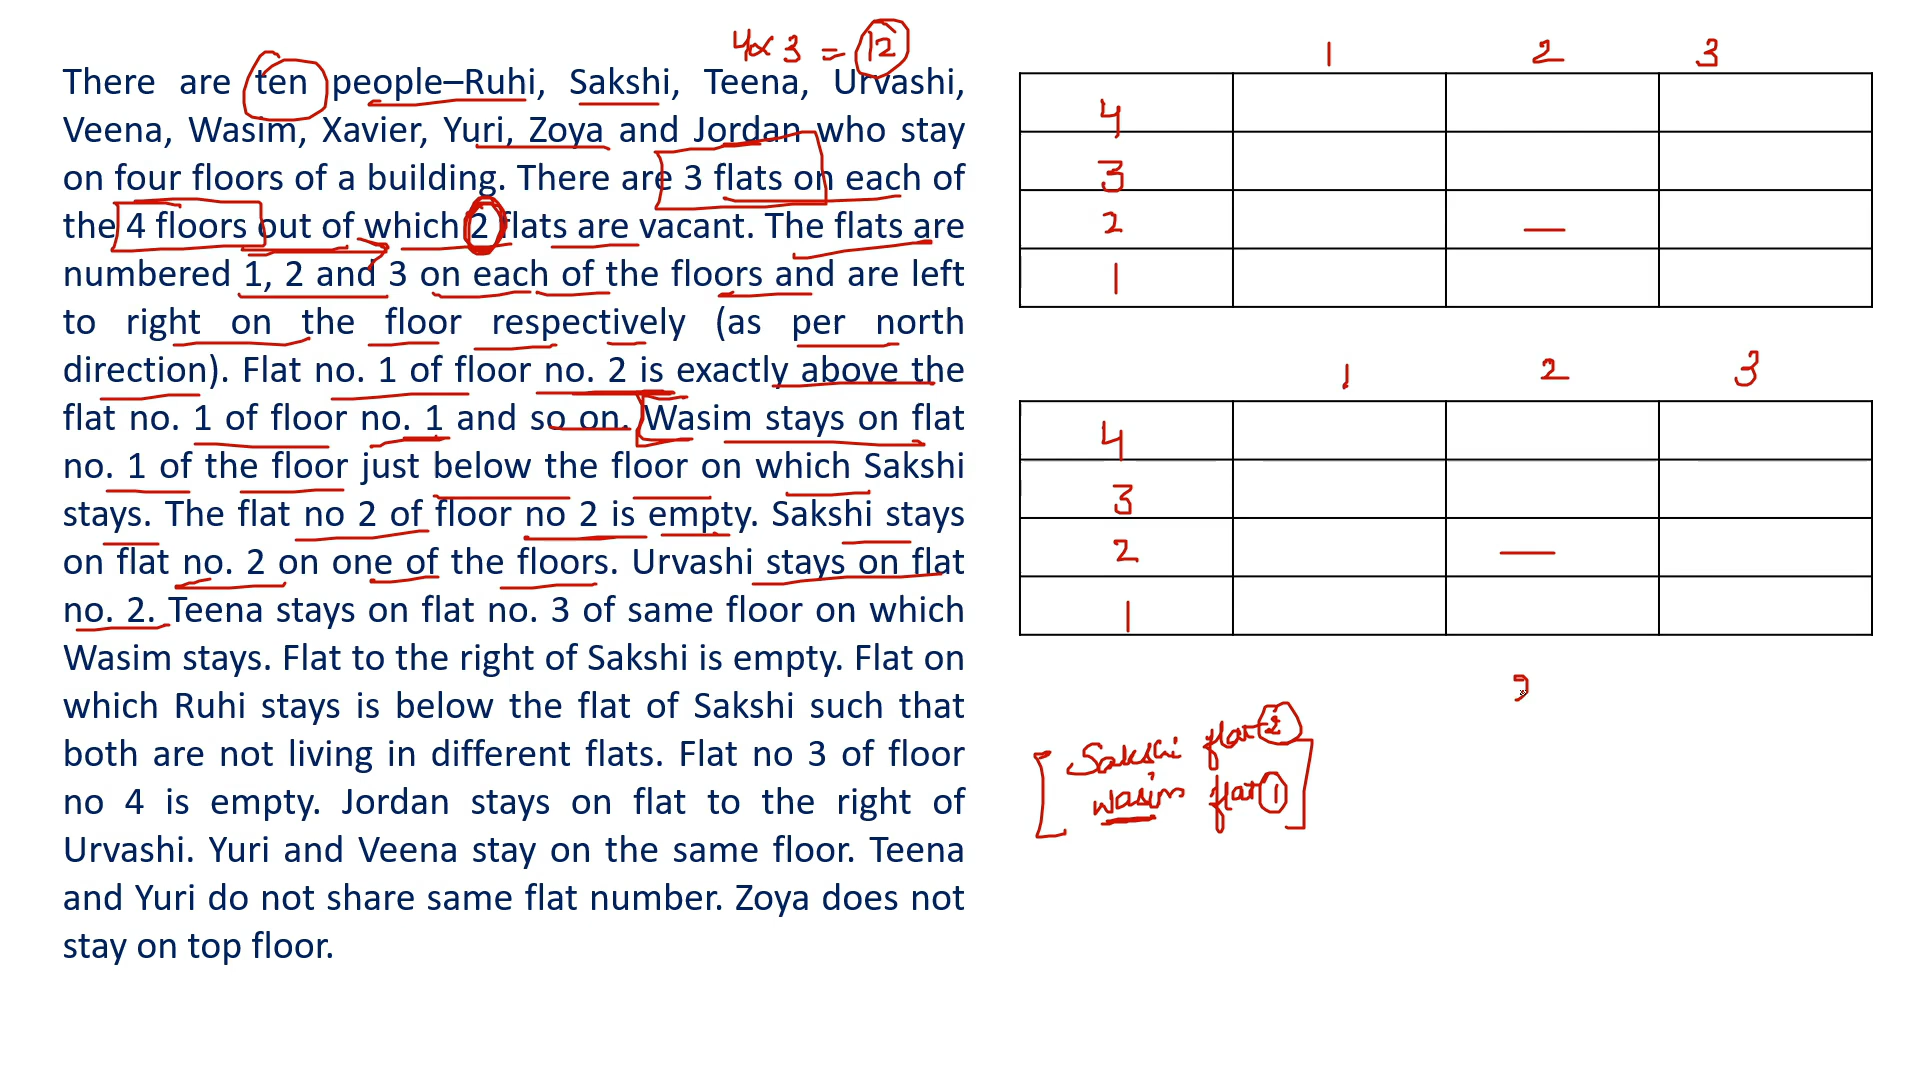 4x 3 = 12
There are ten people–Ruhi, Sakshi, Teena, Urvashi,
Veena, Wasim, Xavier, Yuri, Zoya and Jordan who stay
on four floors of a building. There are 3 flats on each of
the 4 floors out of which 2 flats are vacant. The flats are
numbered 1, 2 and 3 on each of the floors and are left
to right on the floor respectively (as per north
direction). Flat no. 1 of floor no. 2 is exactly above the
flat no. 1 of floor no. 1 and so on. Wasim stays on flat
no. 1 of the floor just below the floor on which Sakshi
stays. The flat no 2 of floor no 2 is empty. Sakshi stays
on flat no. 2 on one of the floors. Urvashi stays on flat
no. 2. Teena stays on flat no. 3 of same floor on which
Wasim stays. Flat to the right of Sakshi is empty. Flat on
which Ruhi stays is below the flat of Sakshi such that
both are not living in different flats. Flat no 3 of floor
no 4 is empty. Jordan stays on flat to the right of
Urvashi. Yuri and Veena stay on the same floor. Teena
and Yuri do not share same flat number. Zoya does not
stay on top floor.
1 2 3
4
3
2 —
1
1 2 3
4
3
2 —
1
Sakshi flat 2
Wasim flat 1